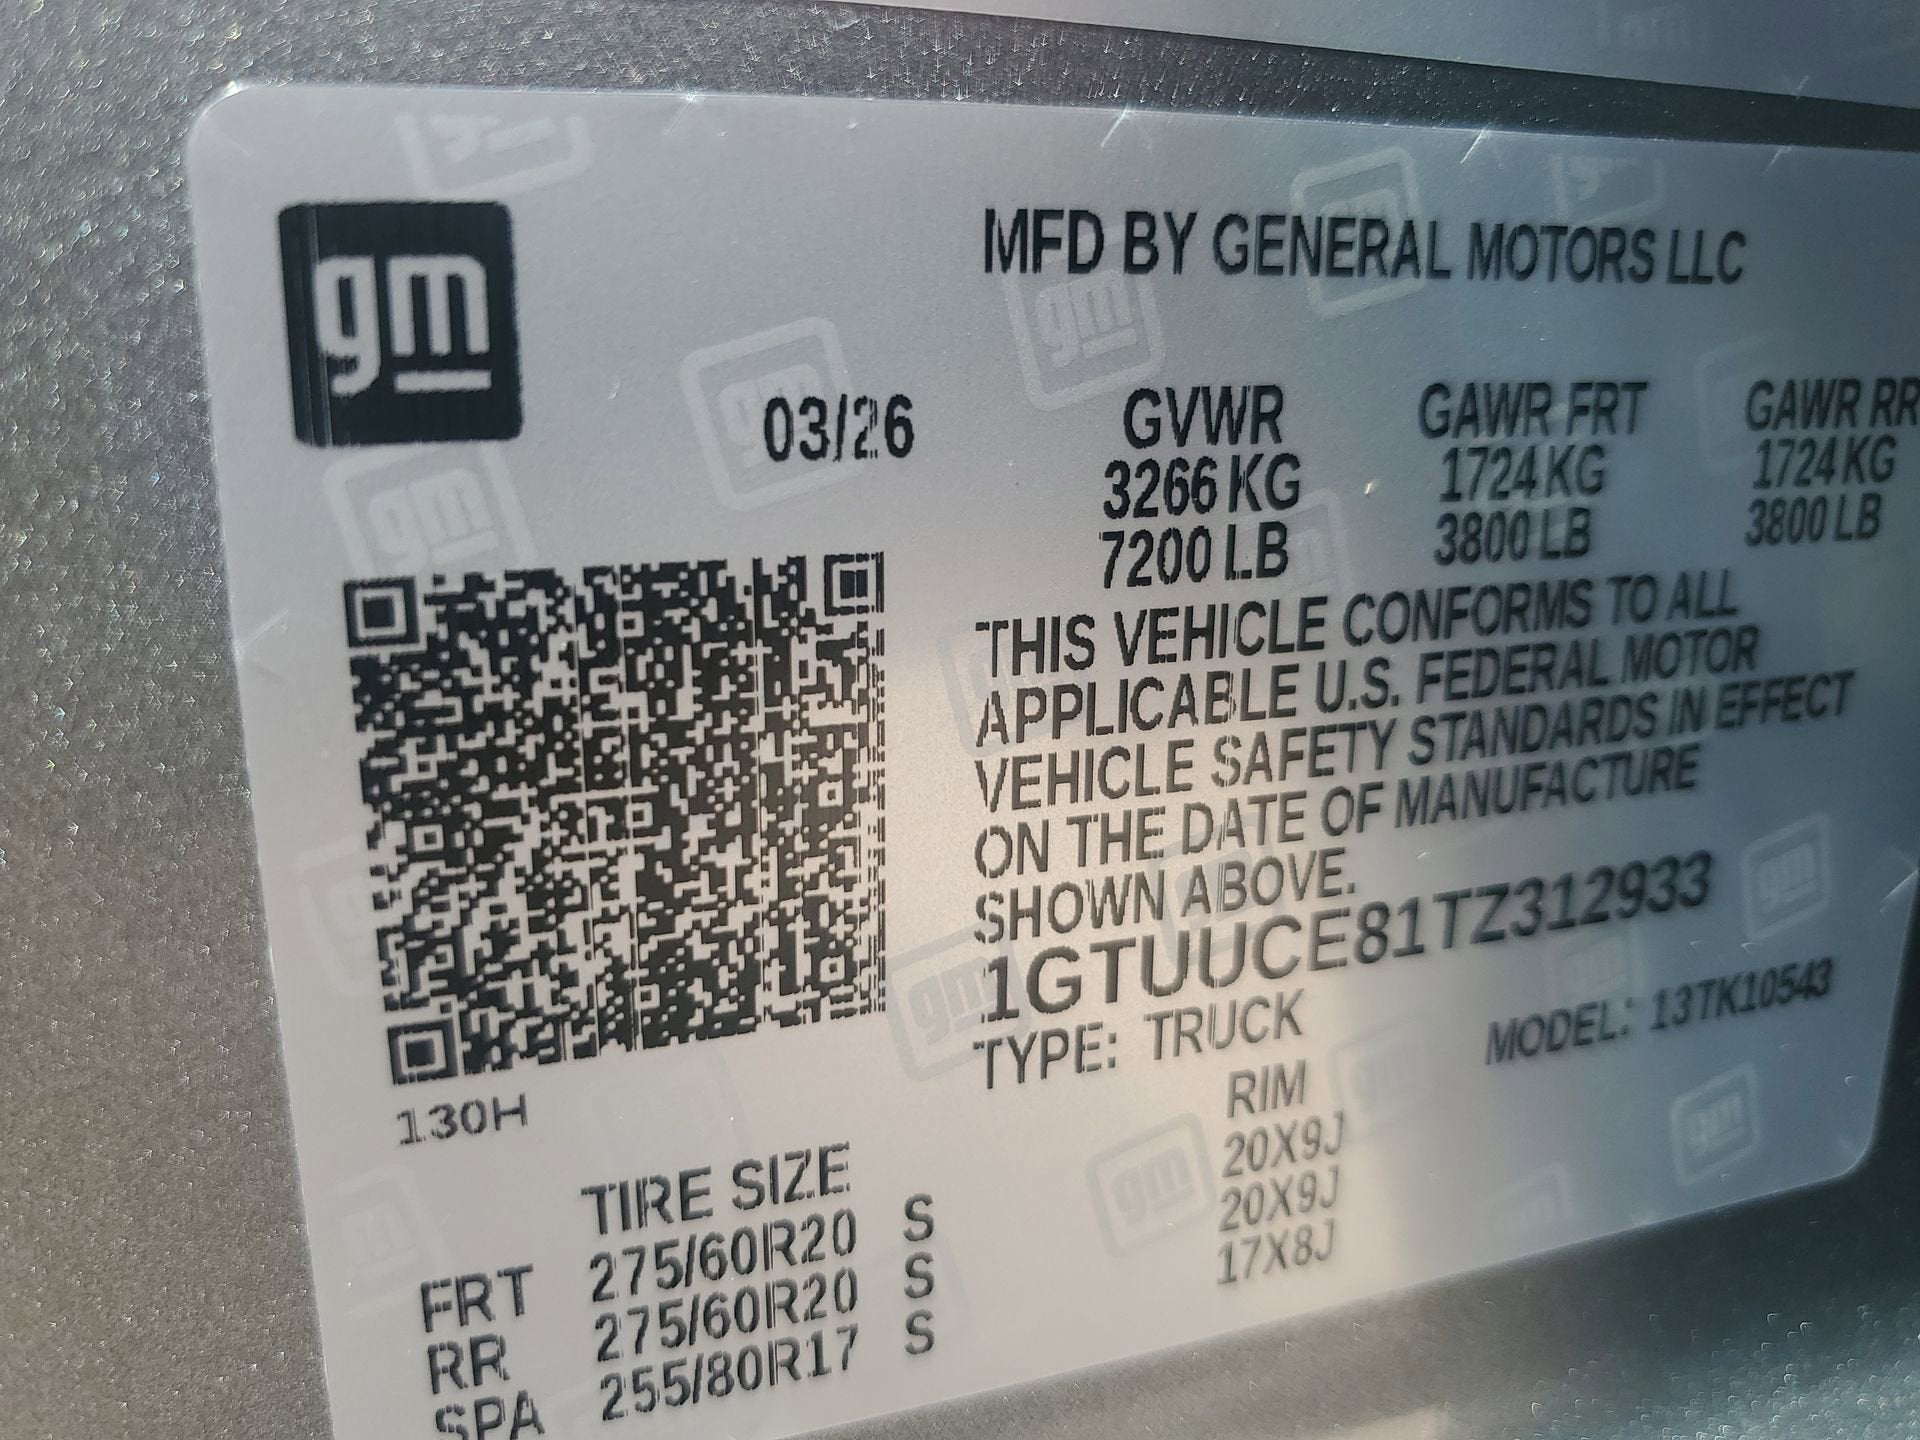 gm
MFD BY GENERAL MOTORS LLC
03/26
GVWR GAWR FRT GAWR RR
3266 KG 1724 KG 1724 KG
7200 LB 3800 LB 3800 LB
THIS VEHICLE CONFORMS TO ALL
APPLICABLE U.S. FEDERAL MOTOR
VEHICLE SAFETY STANDARDS IN EFFECT
ON THE DATE OF MANUFACTURE
SHOWN ABOVE.
1GTUUCE81TZ312933
TYPE: TRUCK MODEL: 13TK10543
130H
TIRE SIZE RIM
FRT 275/60R20 S 20X9J
RR 275/60R20 S 20X9J
SPA 255/80R17 S 17X8J